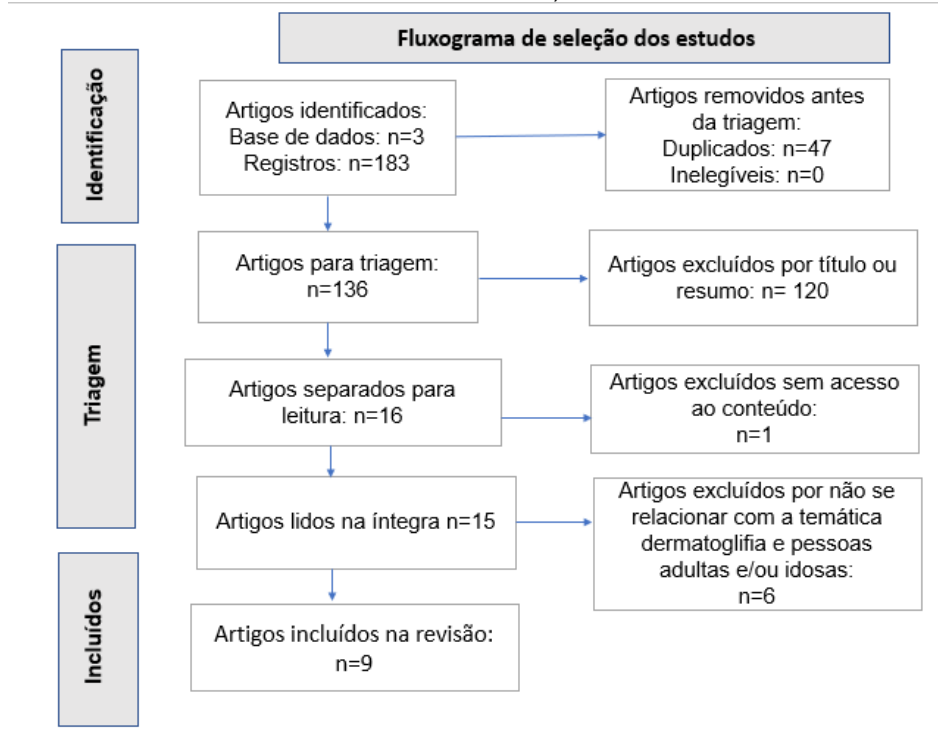 Fluxograma de seleção dos estudos
Identificação
Artigos identificados:
Base de dados: n=3
Registros: n=183
Artigos removidos antes
da triagem:
Duplicados: n=47
Inelegíveis: n=0
Triagem
Artigos para triagem:
n=136
Artigos excluídos por título ou
resumo: n= 120
Artigos separados para
leitura: n=16
Artigos excluídos sem acesso
ao conteúdo:
n=1
Artigos lidos na íntegra n=15
Artigos excluídos por não se
relacionar com a temática
dermatoglifia e pessoas
adultas e/ou idosas:
n=6
Incluídos
Artigos incluídos na revisão:
n=9